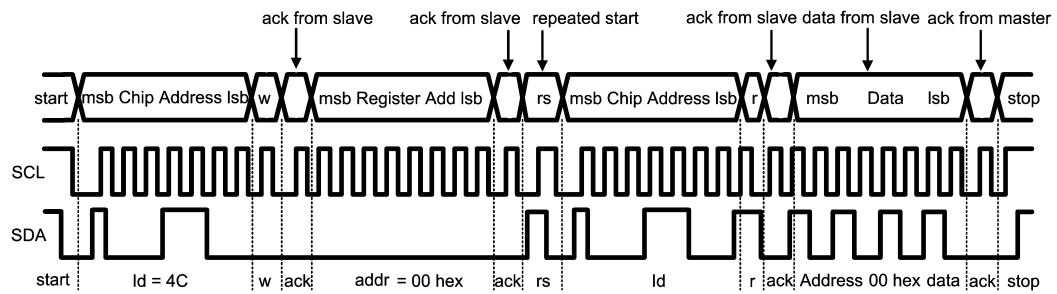 ack from slave ack from slave repeated start ack from slave data from slave ack from master
start msb Chip Address lsb w msb Register Add lsb rs msb Chip Address lsb r msb Data lsb stop
SCL
SDA
start Id = 4C w ack addr = 00 hex ack rs Id r ack Address 00 hex data ack stop